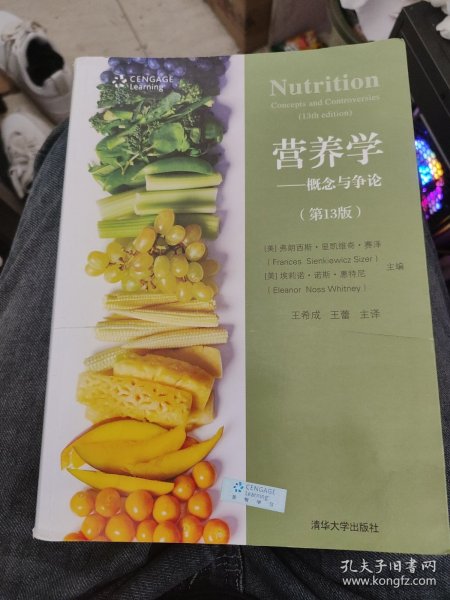 CENGAGE
Learning
Nutrition
Concepts and Controversies
(13th edition)
营养学
——概念与争论
(第13版)
[美] 弗朗西斯·显凯维奇·赛泽
(Frances Sienkiewicz Sizer)
[美] 埃莉诺·诺斯·惠特尼
(Eleanor Noss Whitney)
主编
王希成 王蕾 主译
CENGAGE
Learning
清华大学出版社
孔夫子旧书网
www.kongfz.com